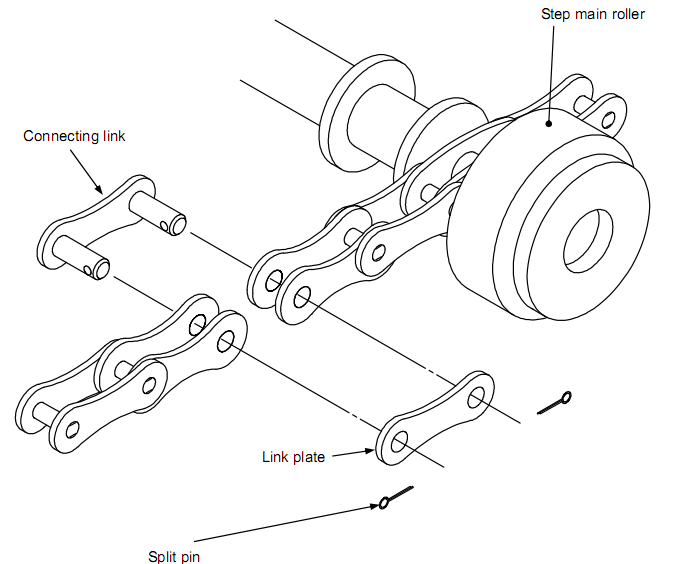 Step main roller
Connecting link
Link plate
Split pin